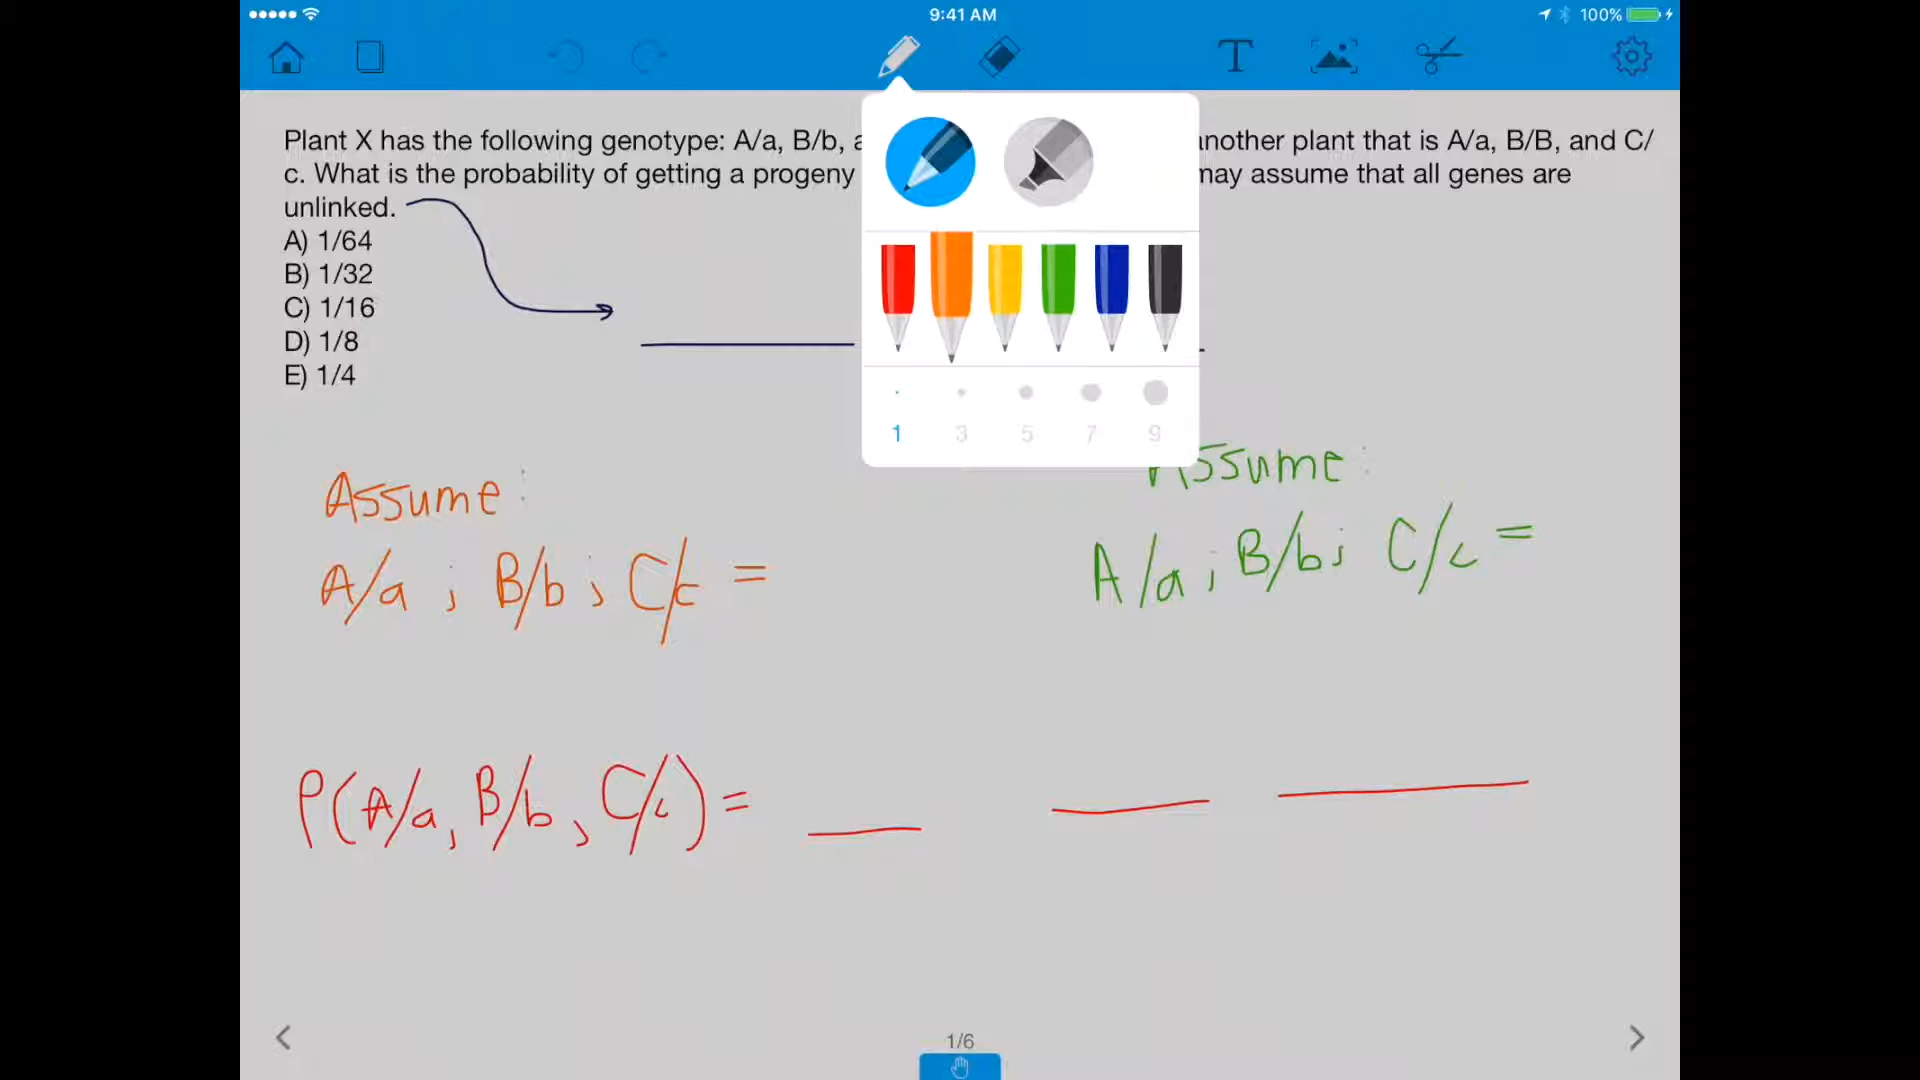 9:41 AM
100%
T
Plant X has the following genotype: A/a, B/b, a another plant that is A/a, B/B, and C/
c. What is the probability of getting a progeny may assume that all genes are
unlinked.
A) 1/64
B) 1/32
C) 1/16
D) 1/8
E) 1/4
1 3 5 7 9
Assume:
A/a ; B/b ; C/c =
Assume:
A/a ; B/b ; C/c =
P(A/a, B/b, C/c) =
1/6